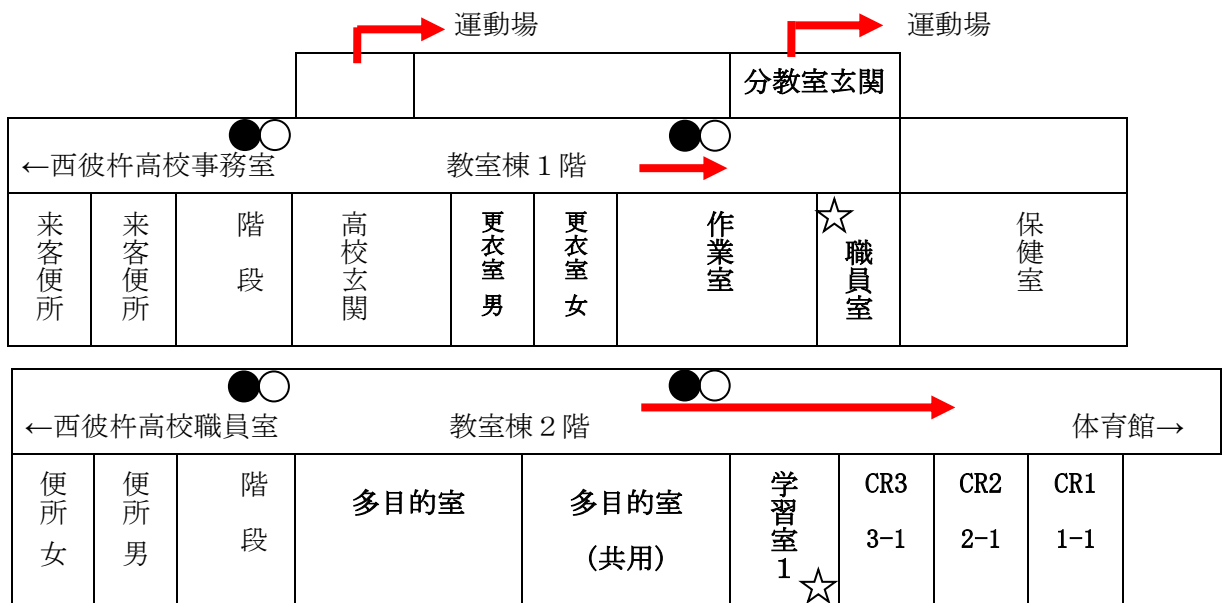 運動場
運動場
分教室玄関
←西彼杵高校事務室
教室棟1階
来客便所
来客便所
階段
高校玄関
更衣室 男
更衣室 女
作業室
職員室
保健室
←西彼杵高校職員室
教室棟2階
体育館→
便所 女
便所 男
階段
多目的室
多目的室
(共用)
学習室1
CR3
3-1
CR2
2-1
CR1
1-1